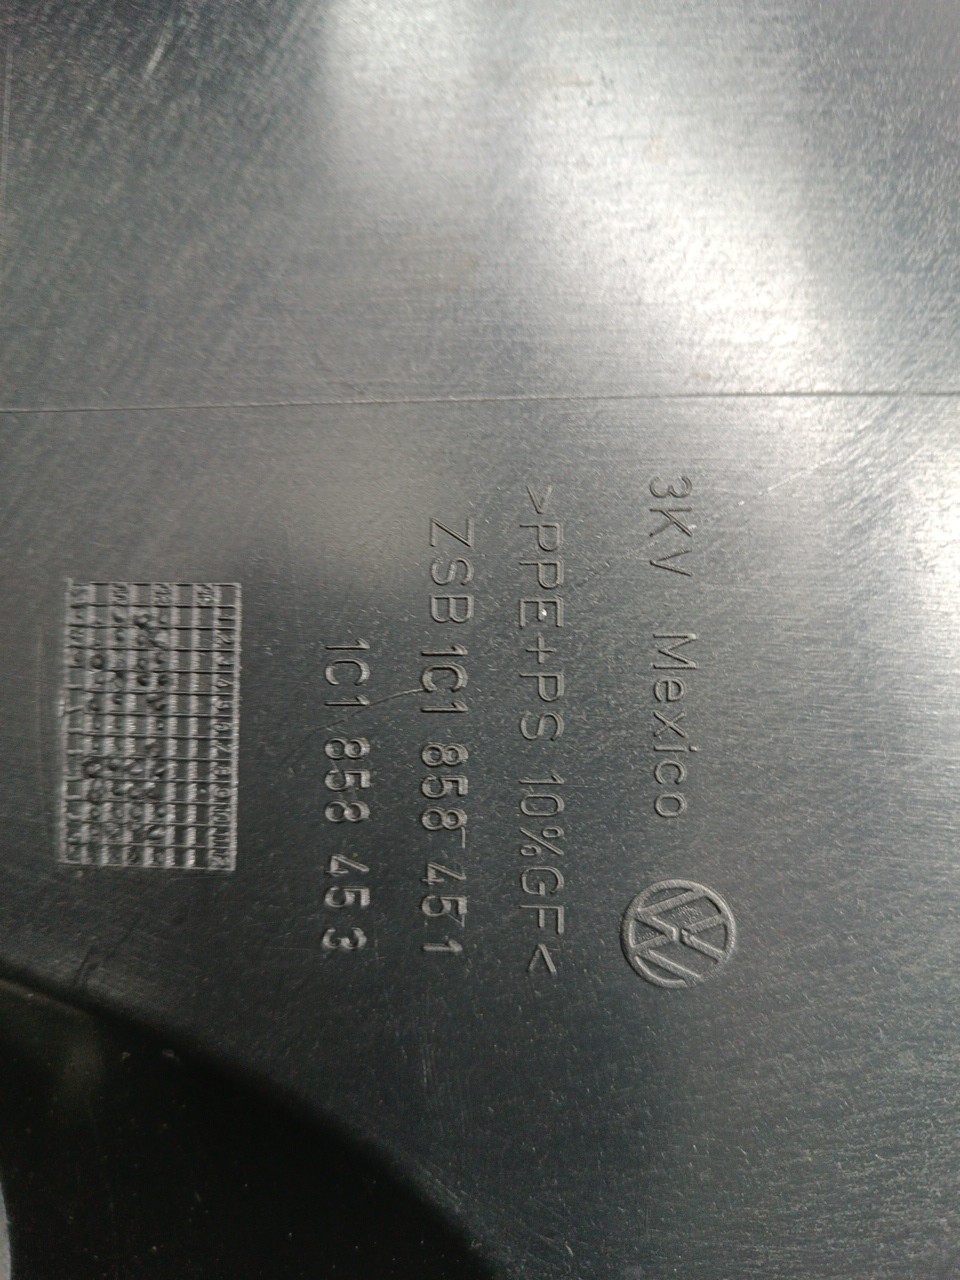 3KV Mexico
>PPE+PS 10%GF<
ZSB 1C1 858 451
1C1 858 453